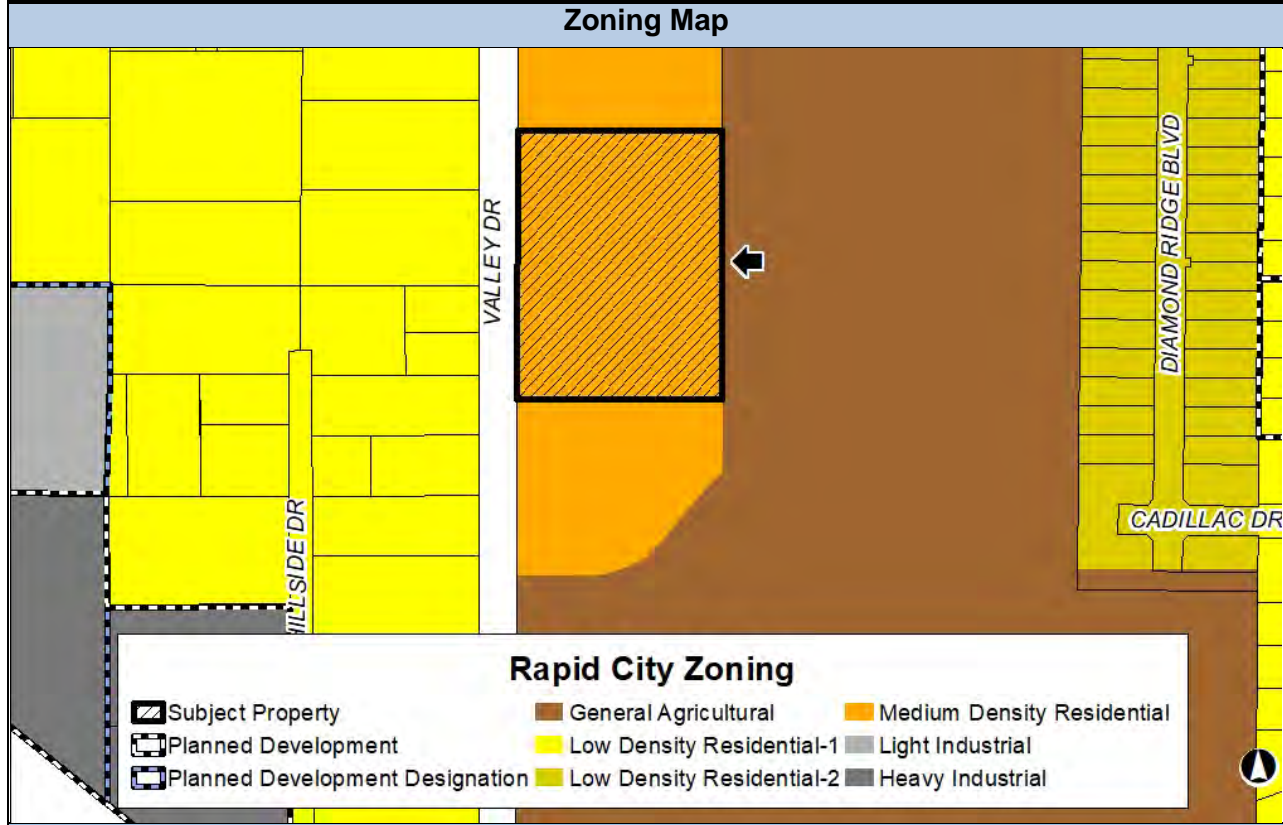 Zoning Map
VALLEY DR
DIAMOND RIDGE BLVD
CADILLAC DR
HILLSIDE DR
Rapid City Zoning
Subject Property
Planned Development
Planned Development Designation
General Agricultural
Low Density Residential-1
Low Density Residential-2
Medium Density Residential
Light Industrial
Heavy Industrial